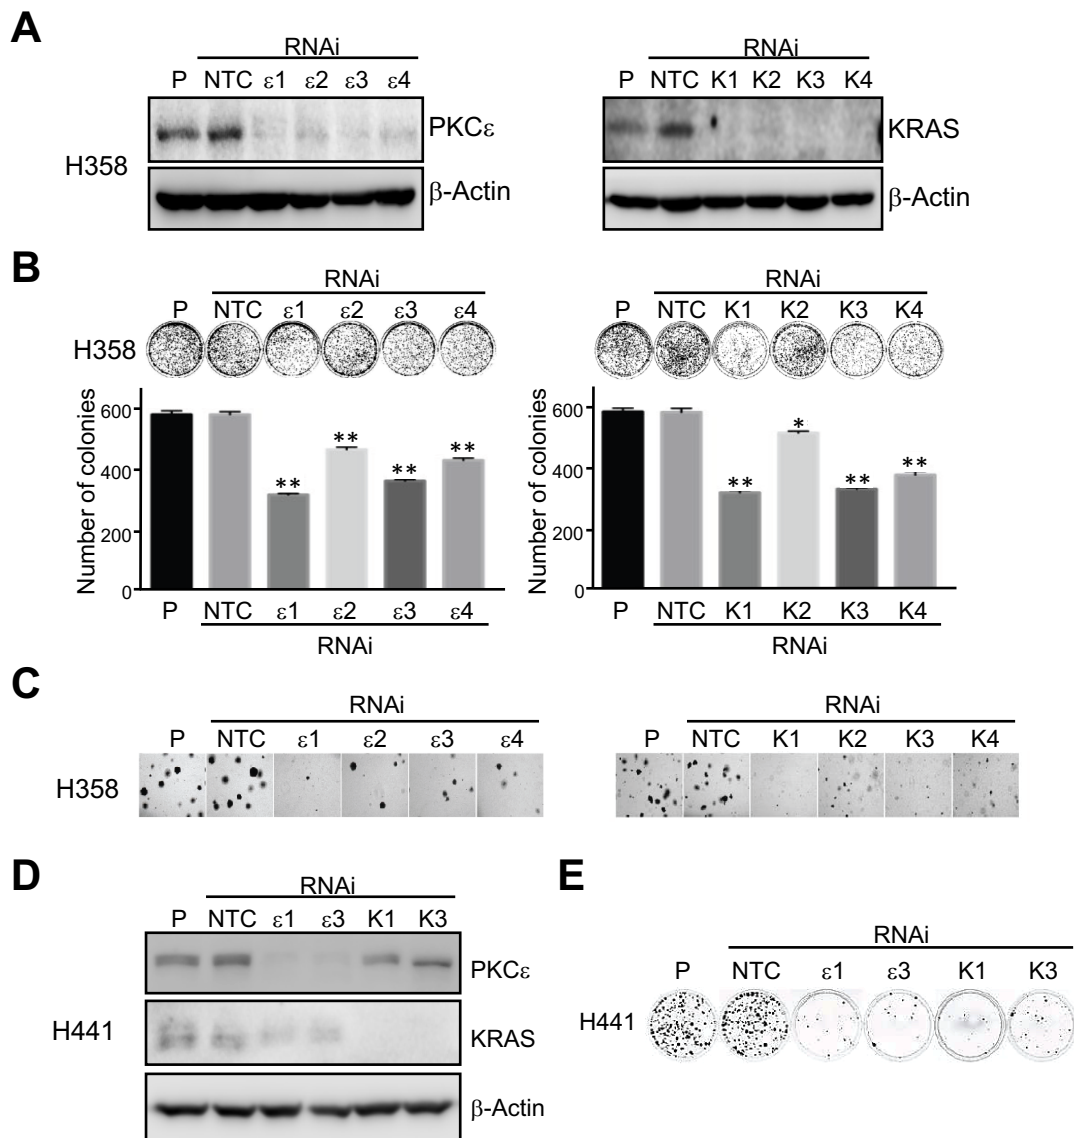 A
RNAi
P NTC ε1 ε2 ε3 ε4
PKCε
H358
β-Actin
RNAi
P NTC K1 K2 K3 K4
KRAS
β-Actin
B
RNAi
P NTC ε1 ε2 ε3 ε4
H358
Number of colonies
600
400
200
0
** ** ** **
P NTC ε1 ε2 ε3 ε4
RNAi
RNAi
P NTC K1 K2 K3 K4
Number of colonies
600
400
200
0
** * ** **
P NTC K1 K2 K3 K4
RNAi
C
RNAi
P NTC ε1 ε2 ε3 ε4
H358
RNAi
P NTC K1 K2 K3 K4
D
RNAi
P NTC ε1 ε3 K1 K3
PKCε
H441
KRAS
β-Actin
E
RNAi
P NTC ε1 ε3 K1 K3
H441